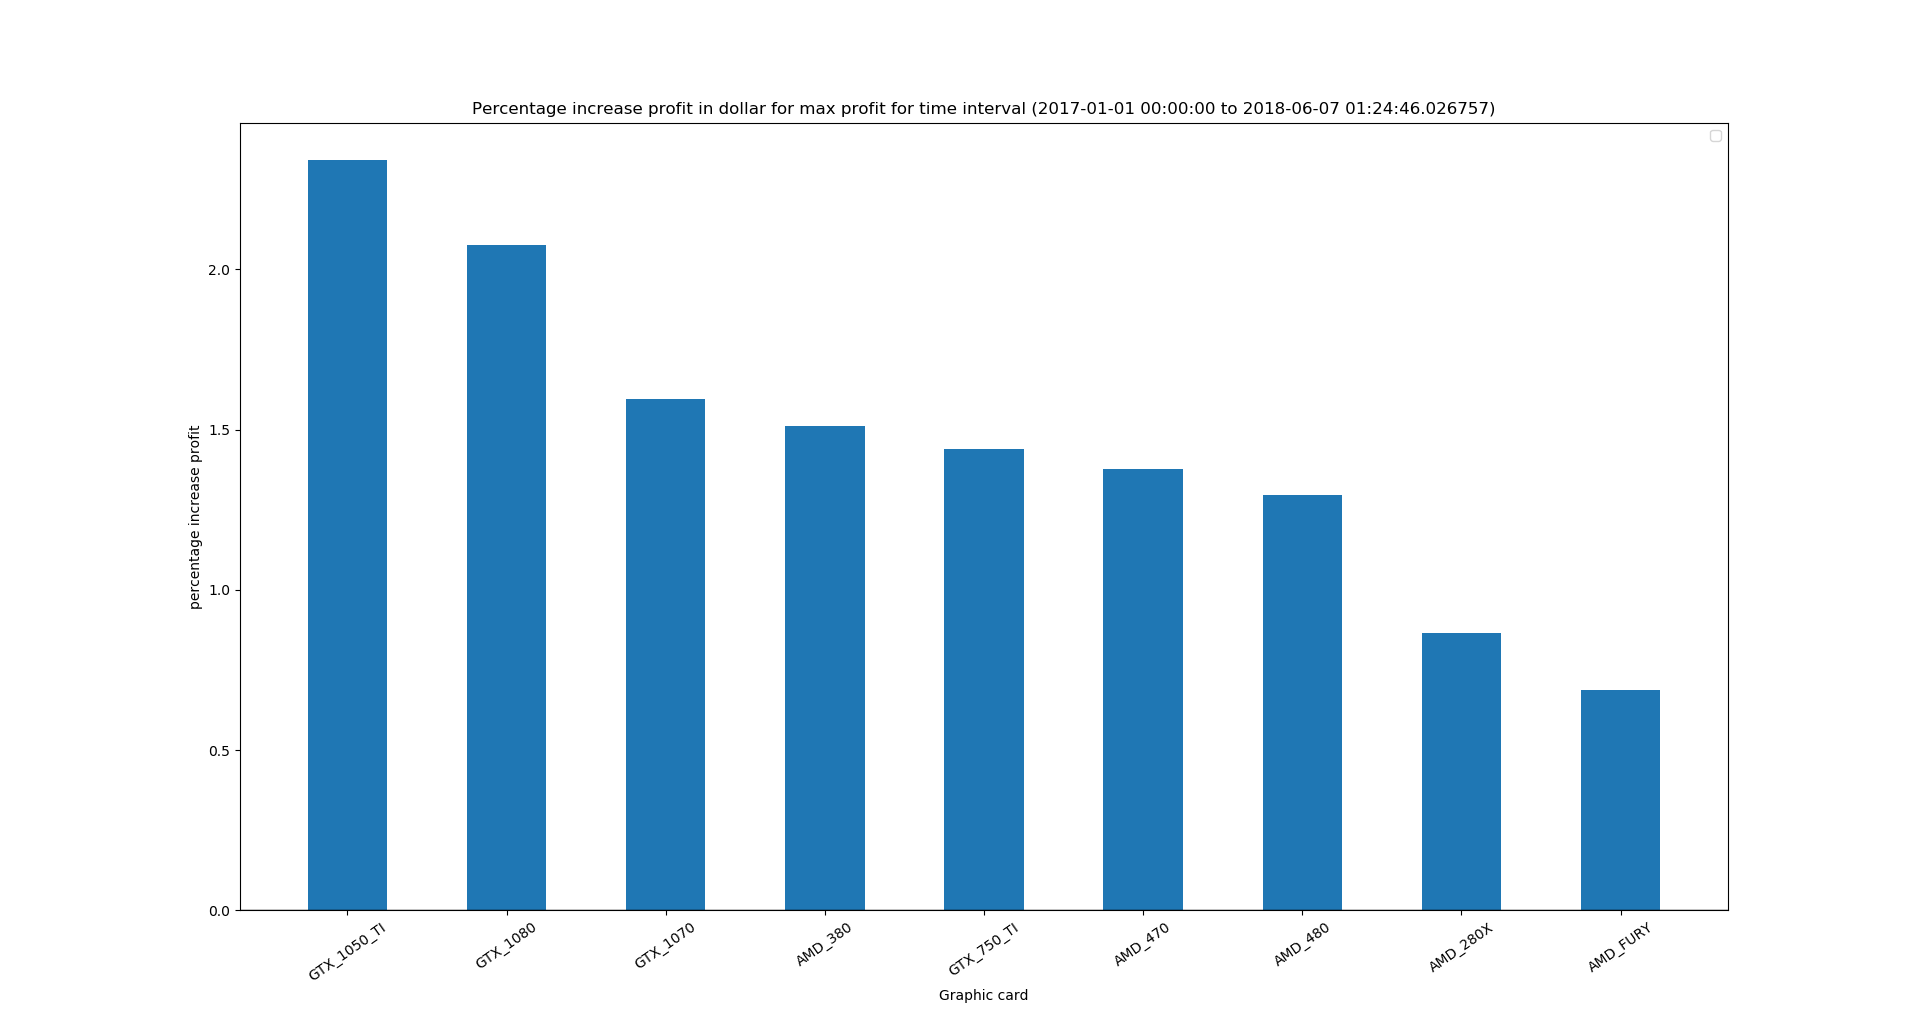 Percentage increase profit in dollar for max profit for time interval (2017-01-01 00:00:00 to 2018-06-07 01:24:46.026757)
percentage increase profit
2.0
1.5
1.0
0.5
0.0
GTX_1050_TI
GTX_1080
GTX_1070
AMD_380
GTX_750_TI
AMD_470
AMD_480
AMD_280X
AMD_FURY
Graphic card